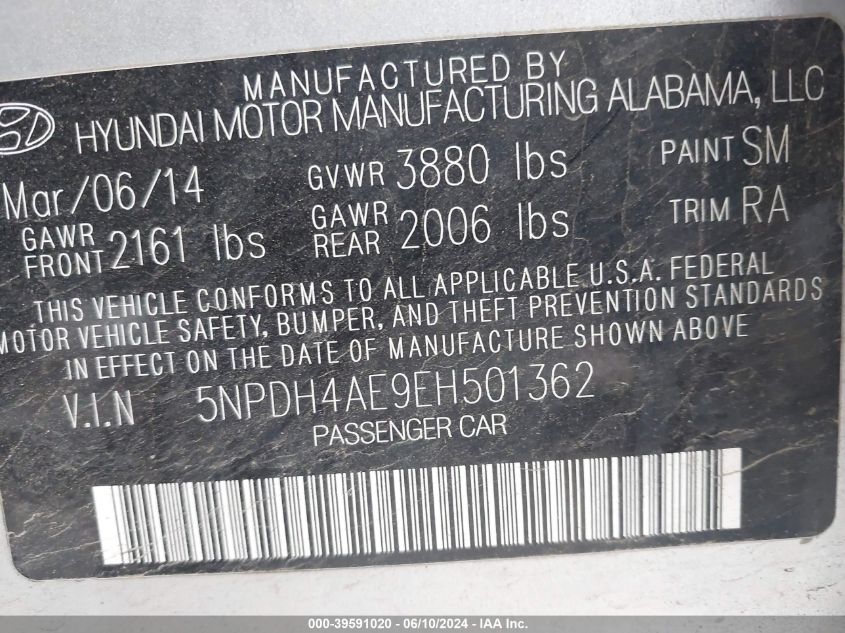 MANUFACTURED BY
HYUNDAI MOTOR MANUFACTURING ALABAMA, LLC
Mar/06/14 GVWR 3880 lbs PAINT SM
GAWR FRONT 2161 lbs GAWR REAR 2006 lbs TRIM RA
THIS VEHICLE CONFORMS TO ALL APPLICABLE U.S.A. FEDERAL
MOTOR VEHICLE SAFETY, BUMPER, AND THEFT PREVENTION STANDARDS
IN EFFECT ON THE DATE OF MANUFACTURE SHOWN ABOVE
V.I.N 5NPDH4AE9EH501362
PASSENGER CAR
000-39591020 - 06/10/2024 - IAA Inc.